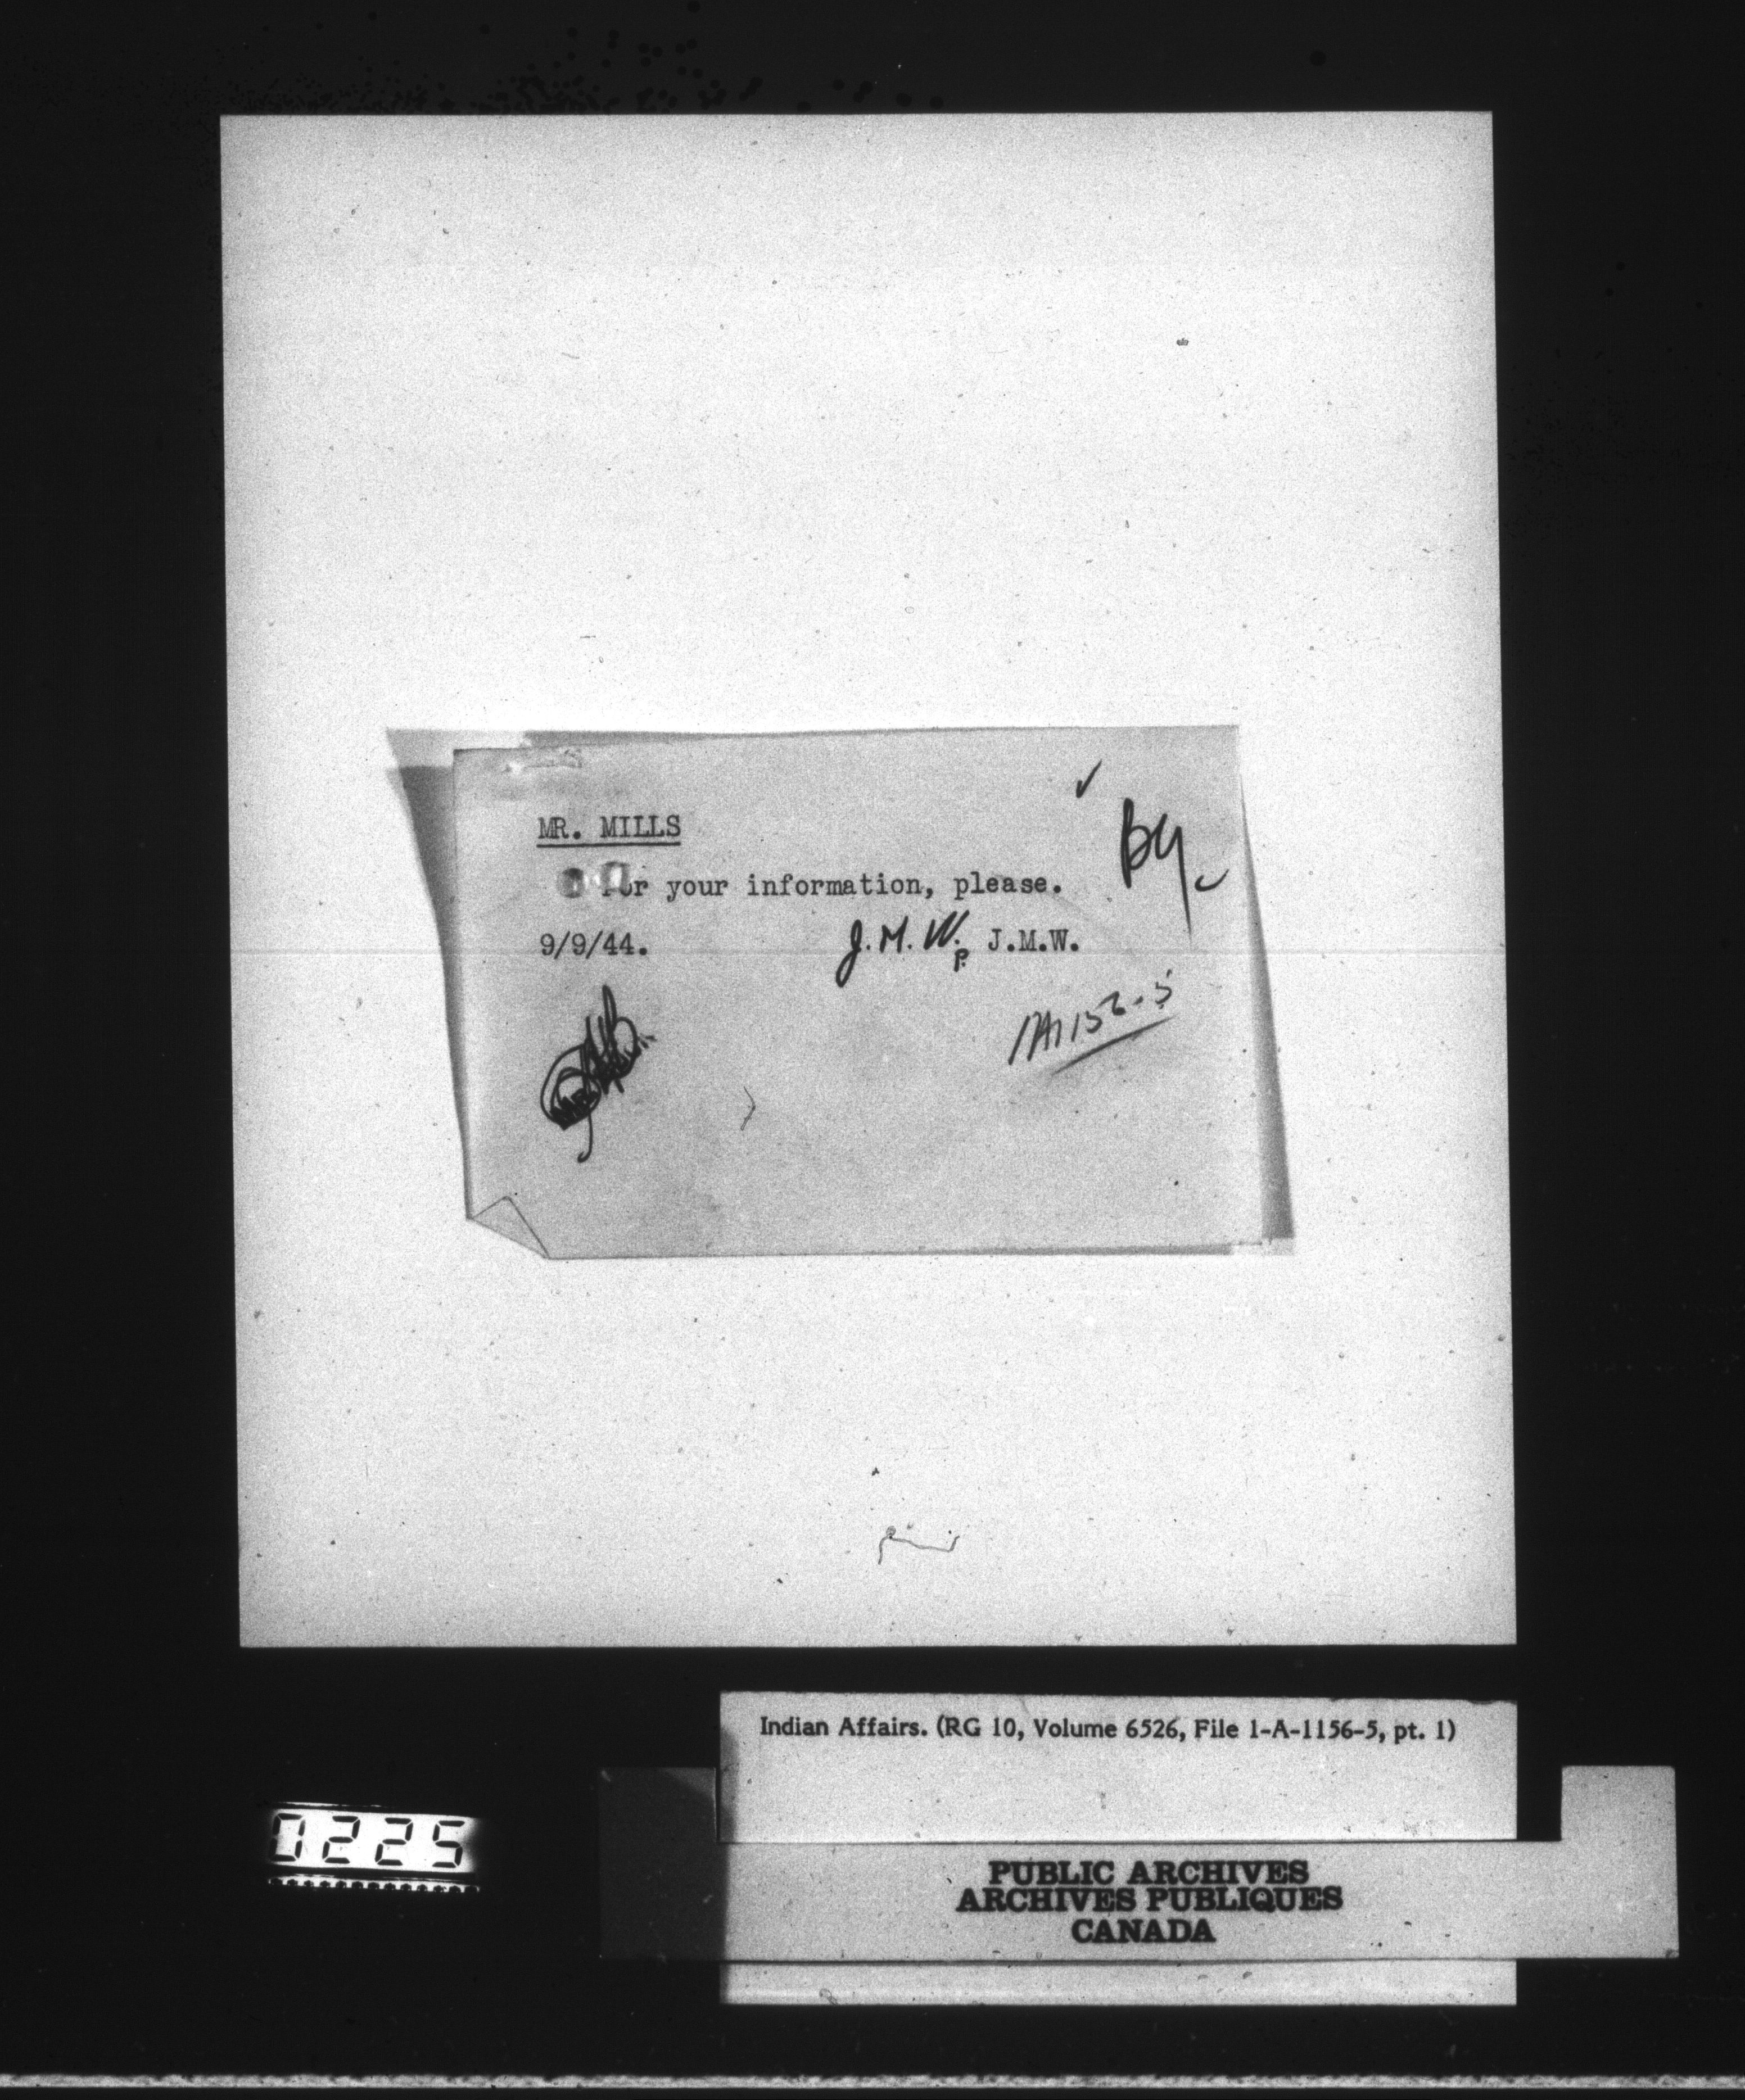 MR. MILLS
For your information, please.
9/9/44. J.M.W. J.M.W.
P.
Indian Affairs. (RG 10, Volume 6526, File 1-A-1156-5, pt. 1)
0225
PUBLIC ARCHIVES
ARCHIVES PUBLIQUES
CANADA